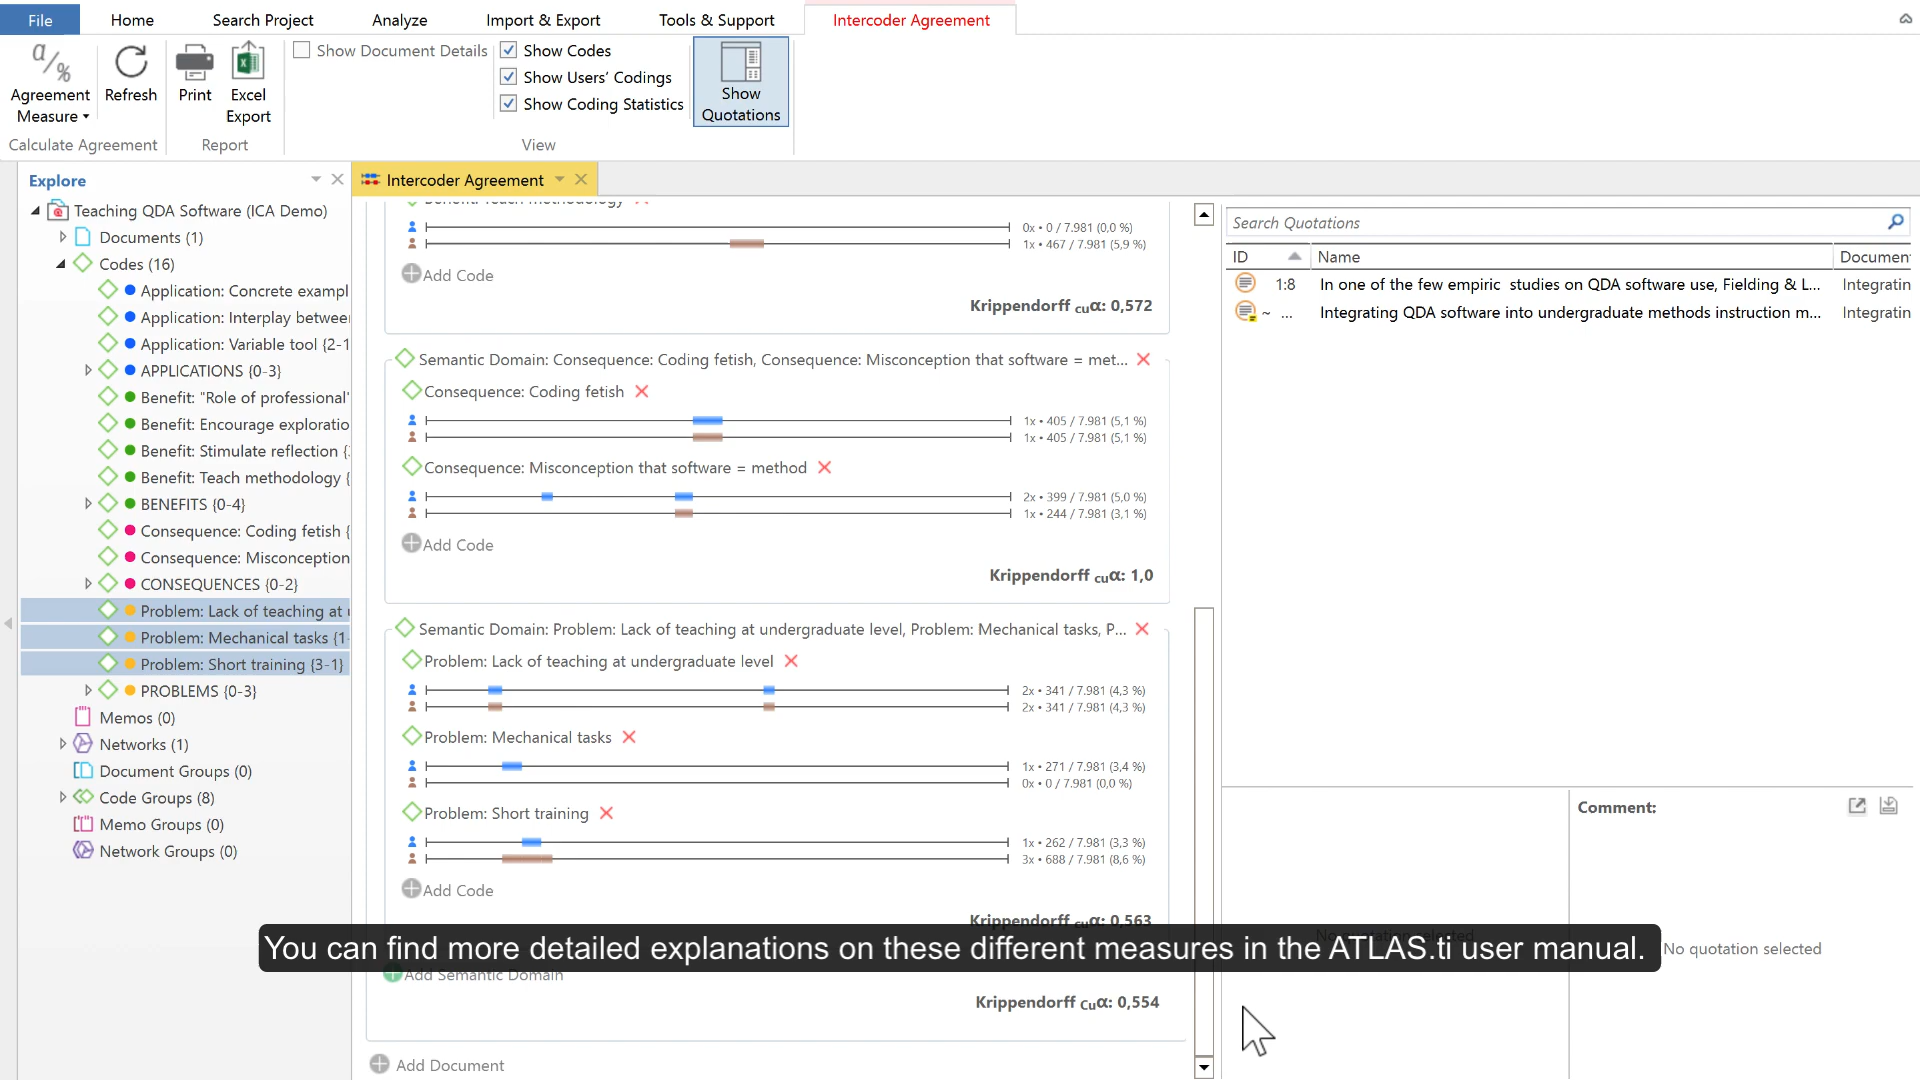 File Home Search Project Analyze Import & Export Tools & Support Intercoder Agreement
α/%
Agreement Measure
Refresh
Calculate Agreement
Print
Excel Export
Report
Show Document Details
Show Codes
Show Users' Codings
Show Coding Statistics
Show Quotations
View
Explore
Teaching QDA Software (ICA Demo)
Documents (1)
Codes (16)
Application: Concrete exampl
Application: Interplay betwee
Application: Variable tool {2-1
APPLICATIONS {0-3}
Benefit: "Role of professional"
Benefit: Encourage exploratio
Benefit: Stimulate reflection {
Benefit: Teach methodology {
BENEFITS {0-4}
Consequence: Coding fetish {
Consequence: Misconception
CONSEQUENCES {0-2}
Problem: Lack of teaching at
Problem: Mechanical tasks {1-
Problem: Short training {3-1}
PROBLEMS {0-3}
Memos (0)
Networks (1)
Document Groups (0)
Code Groups (8)
Memo Groups (0)
Network Groups (0)
Intercoder Agreement
Benefit: Teach methodology
0x • 0 / 7.981 (0,0 %)
1x • 467 / 7.981 (5,9 %)
Add Code
Krippendorff cuα: 0,572
Semantic Domain: Consequence: Coding fetish, Consequence: Misconception that software = met...
Consequence: Coding fetish
1x • 405 / 7.981 (5,1 %)
1x • 405 / 7.981 (5,1 %)
Consequence: Misconception that software = method
2x • 399 / 7.981 (5,0 %)
1x • 244 / 7.981 (3,1 %)
Add Code
Krippendorff cuα: 1,0
Semantic Domain: Problem: Lack of teaching at undergraduate level, Problem: Mechanical tasks, P...
Problem: Lack of teaching at undergraduate level
2x • 341 / 7.981 (4,3 %)
2x • 341 / 7.981 (4,3 %)
Problem: Mechanical tasks
1x • 271 / 7.981 (3,4 %)
0x • 0 / 7.981 (0,0 %)
Problem: Short training
1x • 262 / 7.981 (3,3 %)
3x • 688 / 7.981 (8,6 %)
Add Code
Krippendorff cuα: 0,563
Add Semantic Domain
Krippendorff Cuα: 0,554
Add Document
Search Quotations
ID Name Documen
1:8 In one of the few empiric studies on QDA software use, Fielding & L... Integratin
~ ... Integrating QDA software into undergraduate methods instruction m... Integratin
Comment:
No quotation selected
No quotation selected
You can find more detailed explanations on these different measures in the ATLAS.ti user manual.